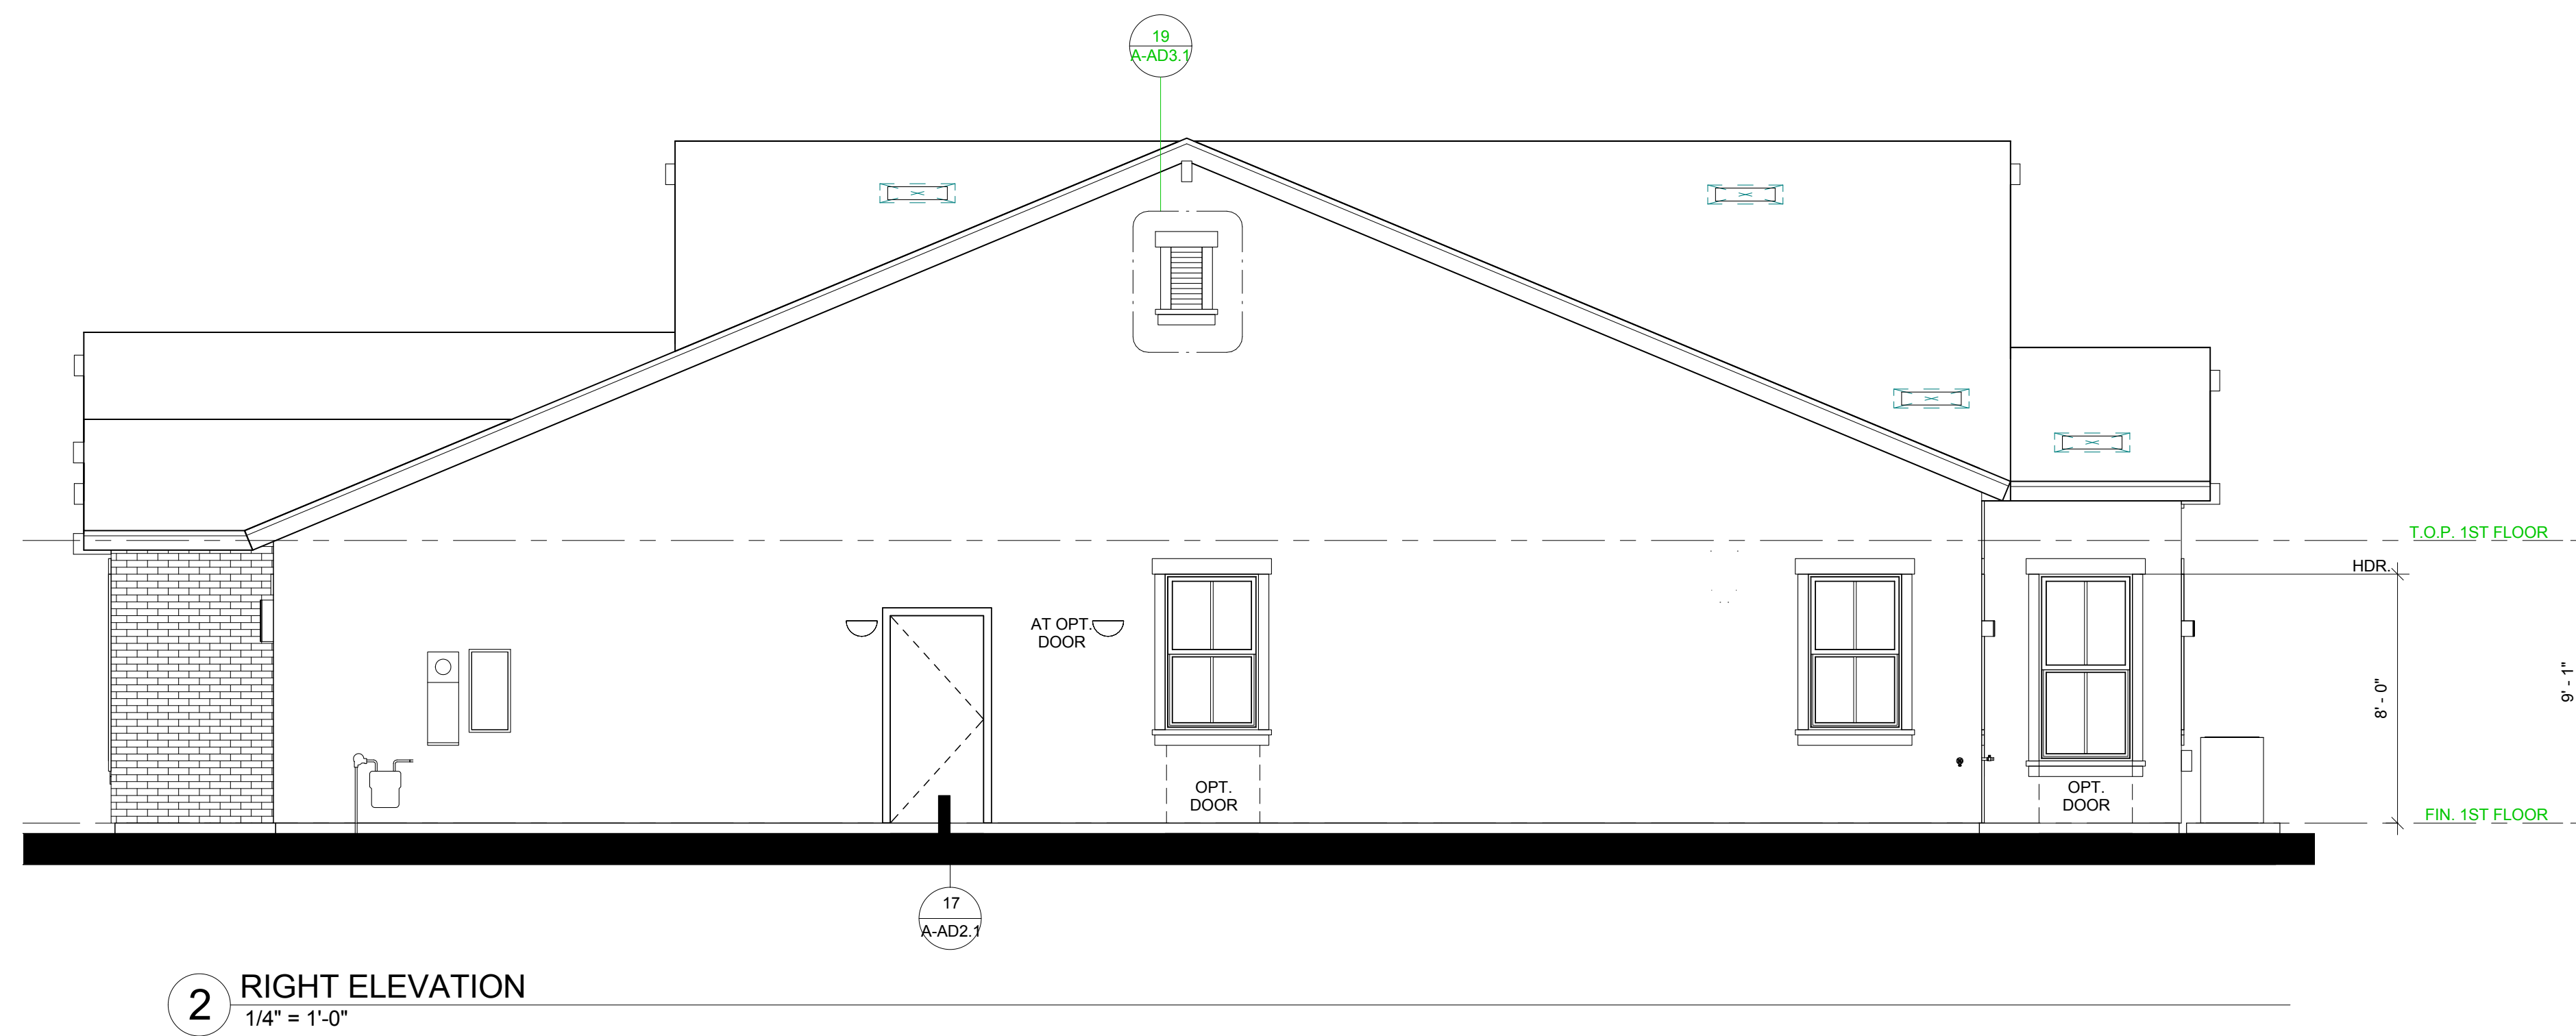 19
A-AD3.1
T.O.P. 1ST FLOOR
HDR.
AT OPT.
DOOR
8' - 0"
9' - 1"
OPT.
DOOR
OPT.
DOOR
FIN. 1ST FLOOR
17
A-AD2.1
2
RIGHT ELEVATION
1/4" = 1'-0"